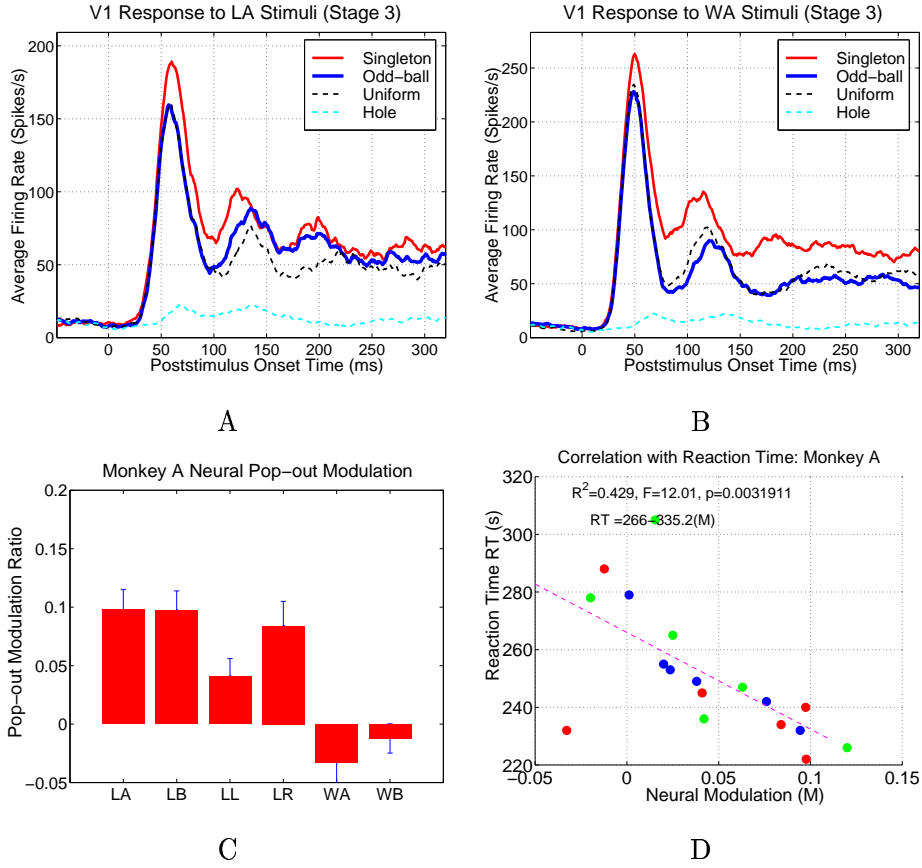 V1 Response to LA Stimuli (Stage 3)
Average Firing Rate (Spikes/s)
200
150
100
50
0
Singleton
Odd−ball
Uniform
Hole
0 50 100 150 200 250 300
Poststimulus Onset Time (ms)
A
V1 Response to WA Stimuli (Stage 3)
Average Firing Rate (Spikes/s)
250
200
150
100
50
0
Singleton
Odd−ball
Uniform
Hole
0 50 100 150 200 250 300
Poststimulus Onset Time (ms)
B
Monkey A Neural Pop−out Modulation
Pop−out Modulation Ratio
0.2
0.15
0.1
0.05
0
−0.05
LA LB LL LR WA WB
C
Correlation with Reaction Time: Monkey A
Reaction Time RT (s)
320
300
280
260
240
220
R²=0.429, F=12.01, p=0.0031911
RT =266−335.2(M)
−0.05 0 0.05 0.1 0.15
Neural Modulation (M)
D